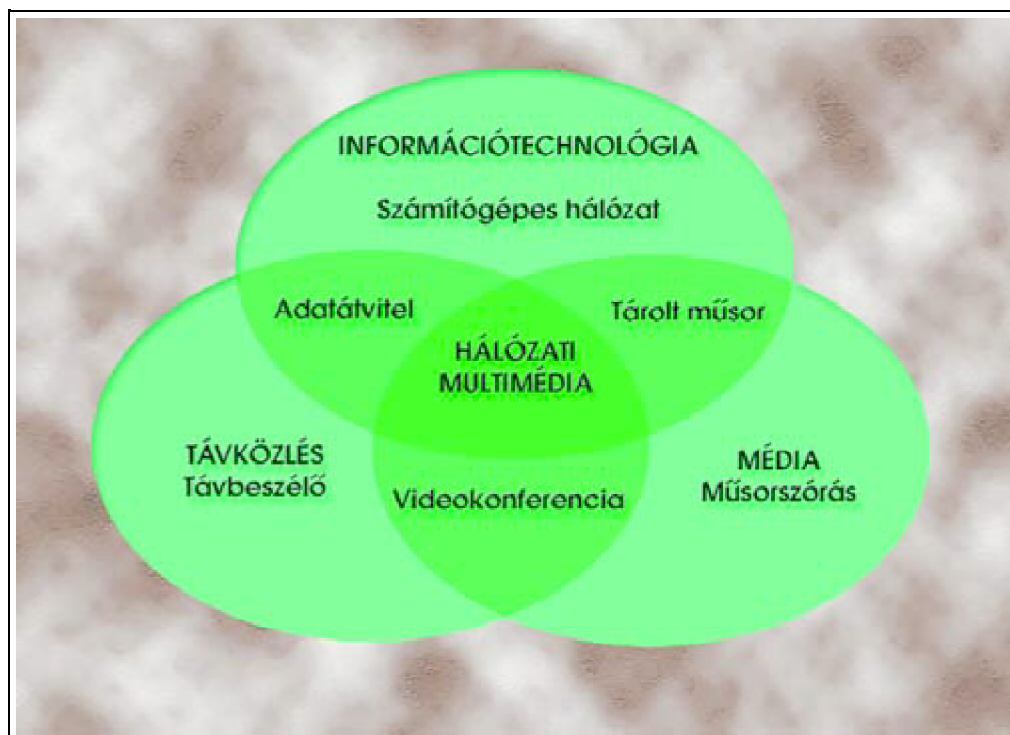 INFORMÁCIÓTECHNOLÓGIA
Számítógépes hálózat
Adatátvitel
Tárolt műsor
HÁLÓZATI
MULTIMÉDIA
TÁVKÖZLÉS
Távbeszélő
Videokonferencia
MÉDIA
Műsorszórás